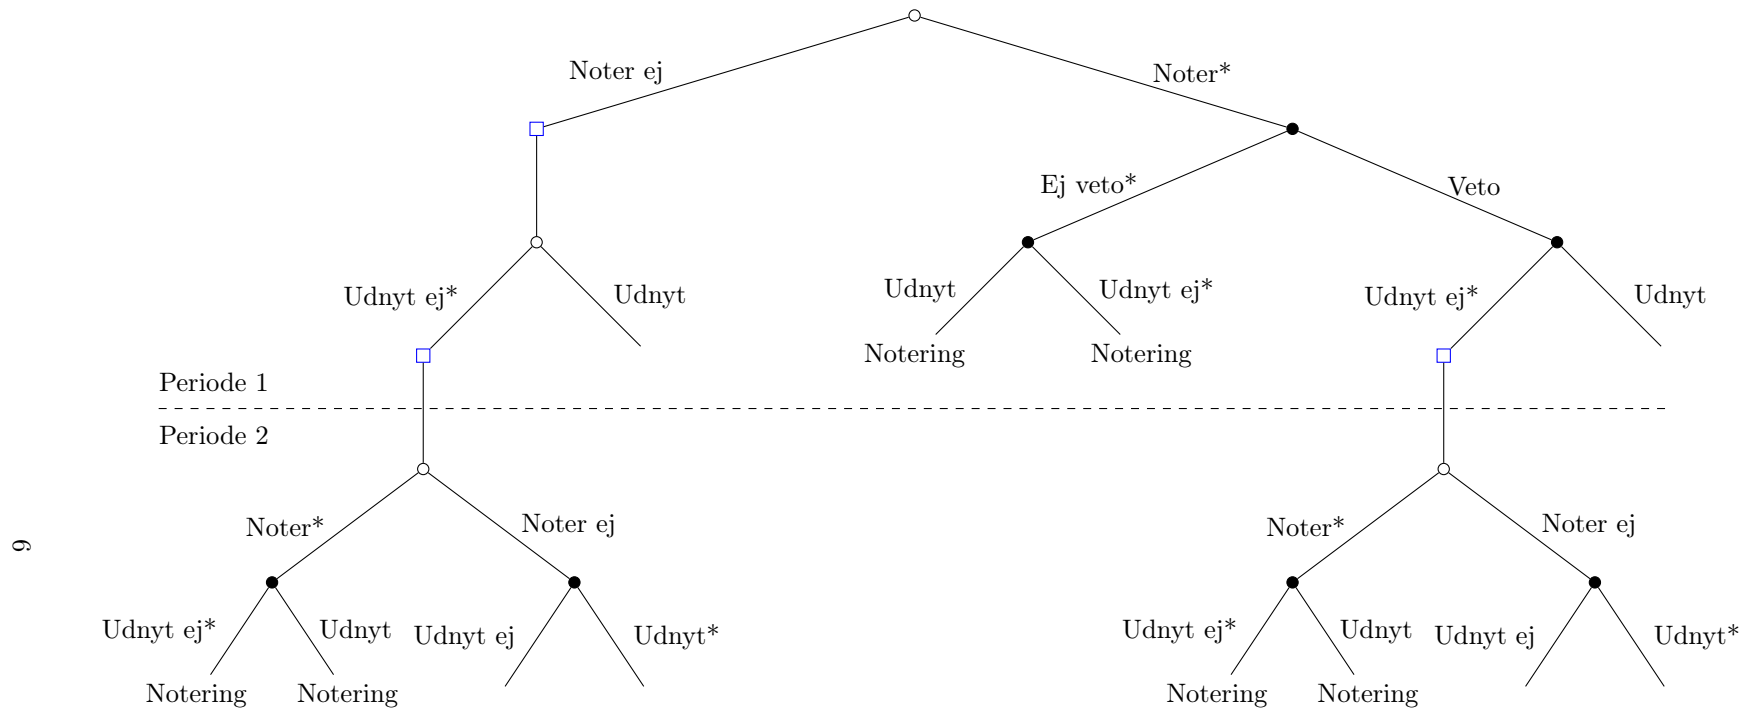 Noter ej
Noter*
Ej veto*
Veto
Udnyt ej*
Udnyt
Udnyt
Udnyt ej*
Udnyt ej*
Udnyt
Notering
Notering
Periode 1
Periode 2
Noter*
Noter ej
Noter*
Noter ej
9
Udnyt ej*
Udnyt
Udnyt ej
Udnyt*
Udnyt ej*
Udnyt
Udnyt ej
Udnyt*
Notering
Notering
Notering
Notering